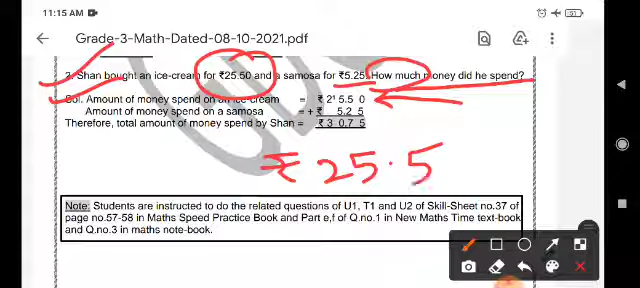 11:15 AM
Grade-3-Math-Dated-08-10-2021.pdf
2. Shan bought an ice-cream for ₹25.50 and a samosa for ₹5.25. How much money did he spend?
Sol. Amount of money spend on an ice-cream = ₹ 2¹ 5.5 0
Amount of money spend on a samosa = + ₹ 5.2 5
Therefore, total amount of money spend by Shan = ₹ 3 0.7 5
₹ 25.5
Note: Students are instructed to do the related questions of U1, T1 and U2 of Skill-Sheet no.37 of
page no.57-58 in Maths Speed Practice Book and Part e,f of Q.no.1 in New Maths Time text-book
and Q.no.3 in maths note-book.